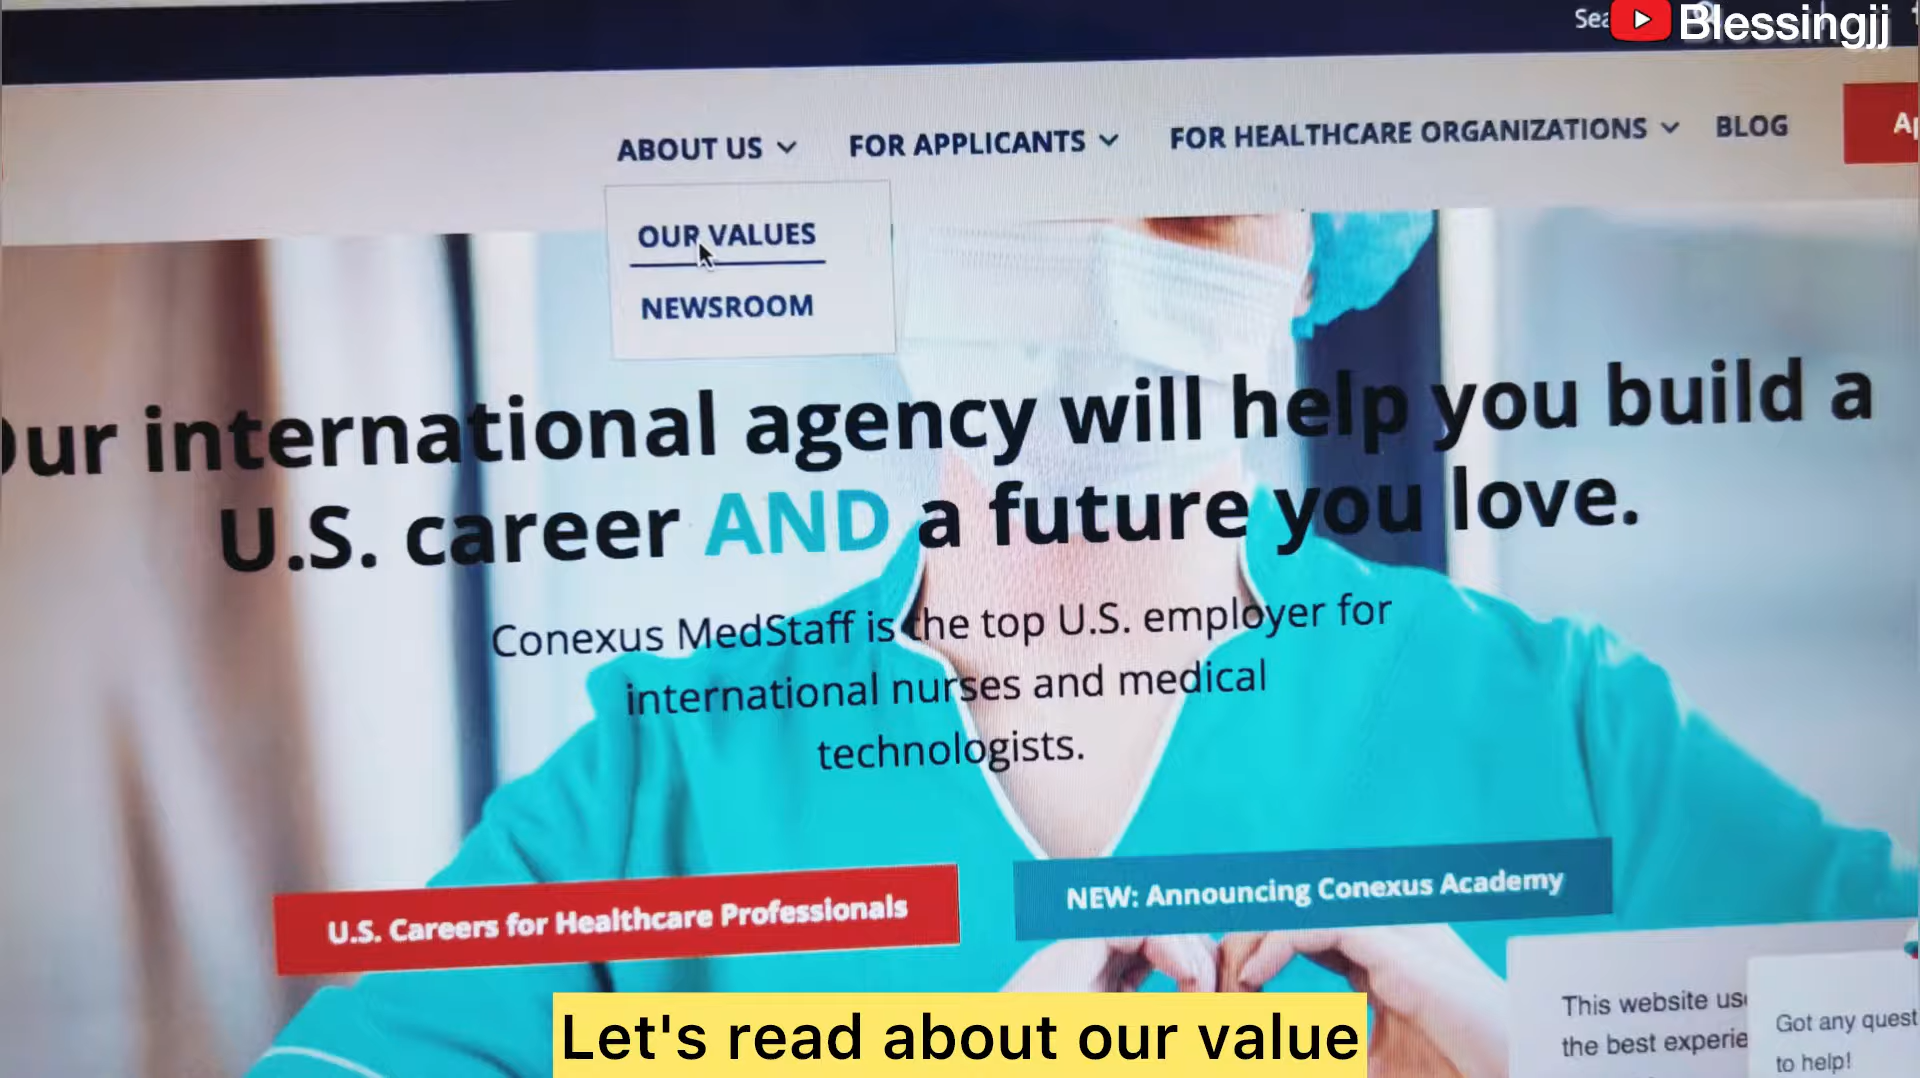 Blessingjj
ABOUT US
FOR APPLICANTS
FOR HEALTHCARE ORGANIZATIONS
BLOG
OUR VALUES
NEWSROOM
Our international agency will help you build a
U.S. career AND a future you love.
Conexus MedStaff is the top U.S. employer for
international nurses and medical
technologists.
U.S. Careers for Healthcare Professionals
NEW: Announcing Conexus Academy
This website
the best
Got any
to help!
Let's read about our value